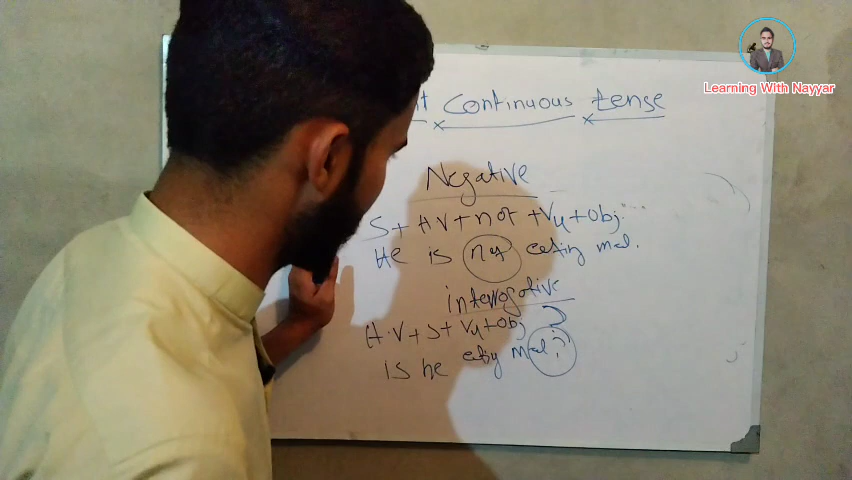 Learning With Nayyar
Continuous tense
Negative
S + HV + not + V4 + Obj.
He is not eating meal.
interrogative
H.V + S + V4 + Obj ?
is he eating meal ?